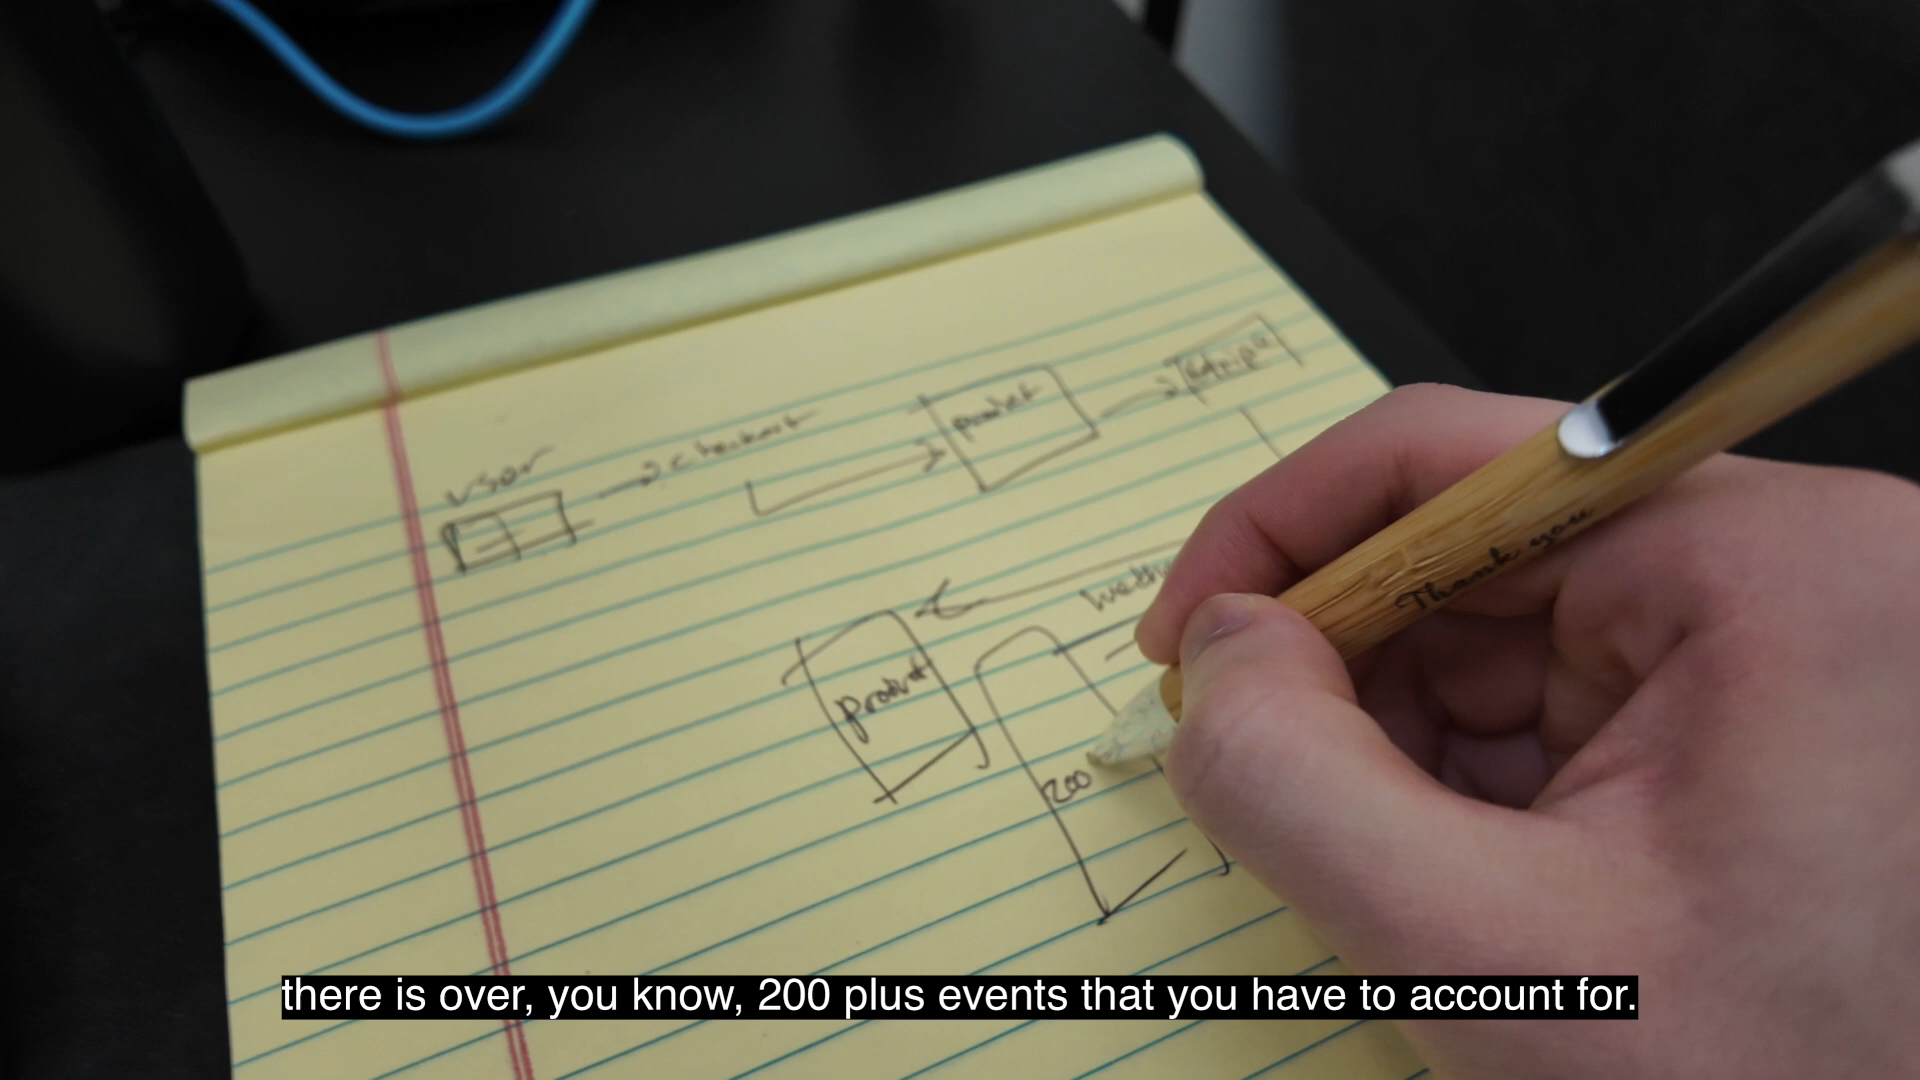 user
checkout
product
Stripe
product
200
Thank you
there is over, you know, 200 plus events that you have to account for.